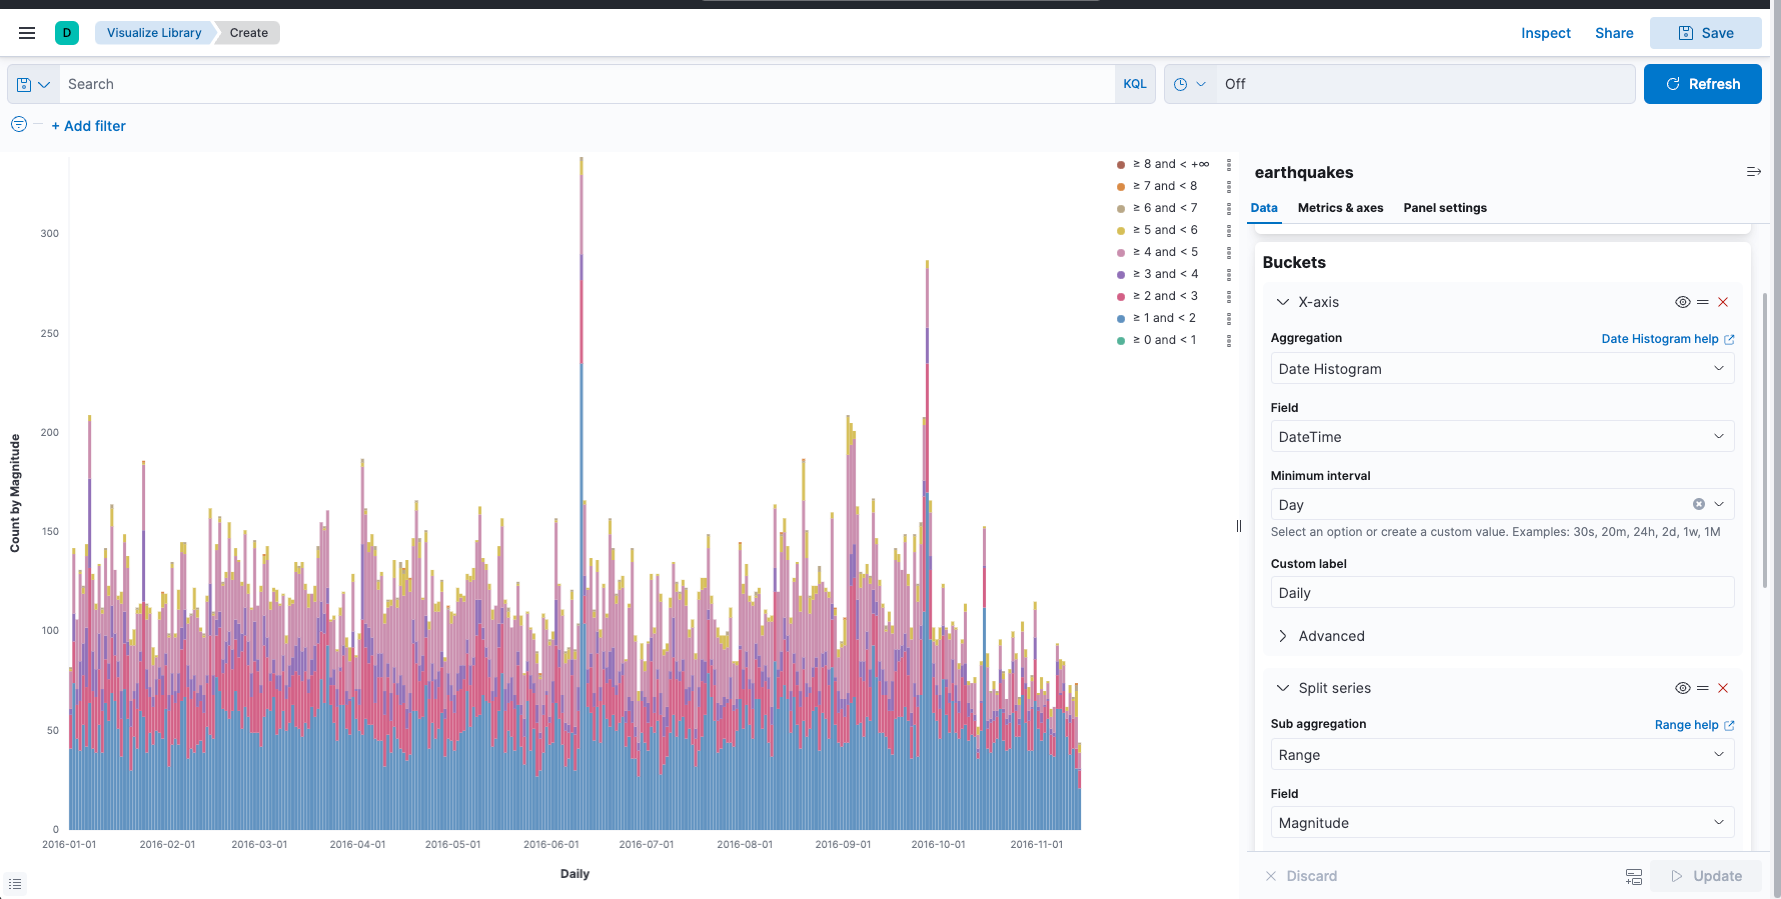 D
Visualize Library
Create
Inspect
Share
Save
Search
KQL
Off
Refresh
+ Add filter
Count by Magnitude
300
250
200
150
100
50
0
2016-01-01
2016-02-01
2016-03-01
2016-04-01
2016-05-01
2016-06-01
2016-07-01
2016-08-01
2016-09-01
2016-10-01
2016-11-01
Daily
≥ 8 and < +∞
≥ 7 and < 8
≥ 6 and < 7
≥ 5 and < 6
≥ 4 and < 5
≥ 3 and < 4
≥ 2 and < 3
≥ 1 and < 2
≥ 0 and < 1
earthquakes
Data
Metrics & axes
Panel settings
Buckets
X-axis
Aggregation
Date Histogram help
Date Histogram
Field
DateTime
Minimum interval
Day
Select an option or create a custom value. Examples: 30s, 20m, 24h, 2d, 1w, 1M
Custom label
Daily
Advanced
Split series
Sub aggregation
Range help
Range
Field
Magnitude
Discard
Update